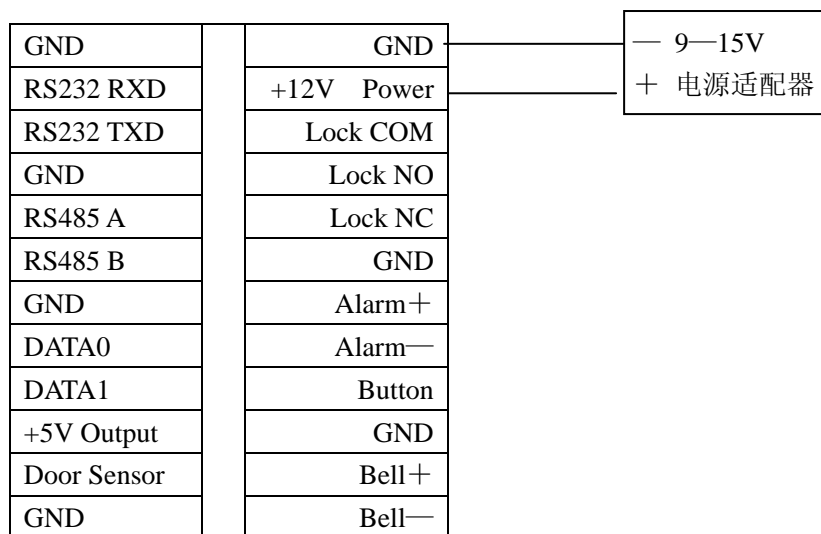 GND
RS232 RXD
RS232 TXD
GND
RS485 A
RS485 B
GND
DATA0
DATA1
+5V Output
Door Sensor
GND
GND
+12V Power
Lock COM
Lock NO
Lock NC
GND
Alarm＋
Alarm—
Button
GND
Bell＋
Bell—
— 9—15V
＋ 电源适配器